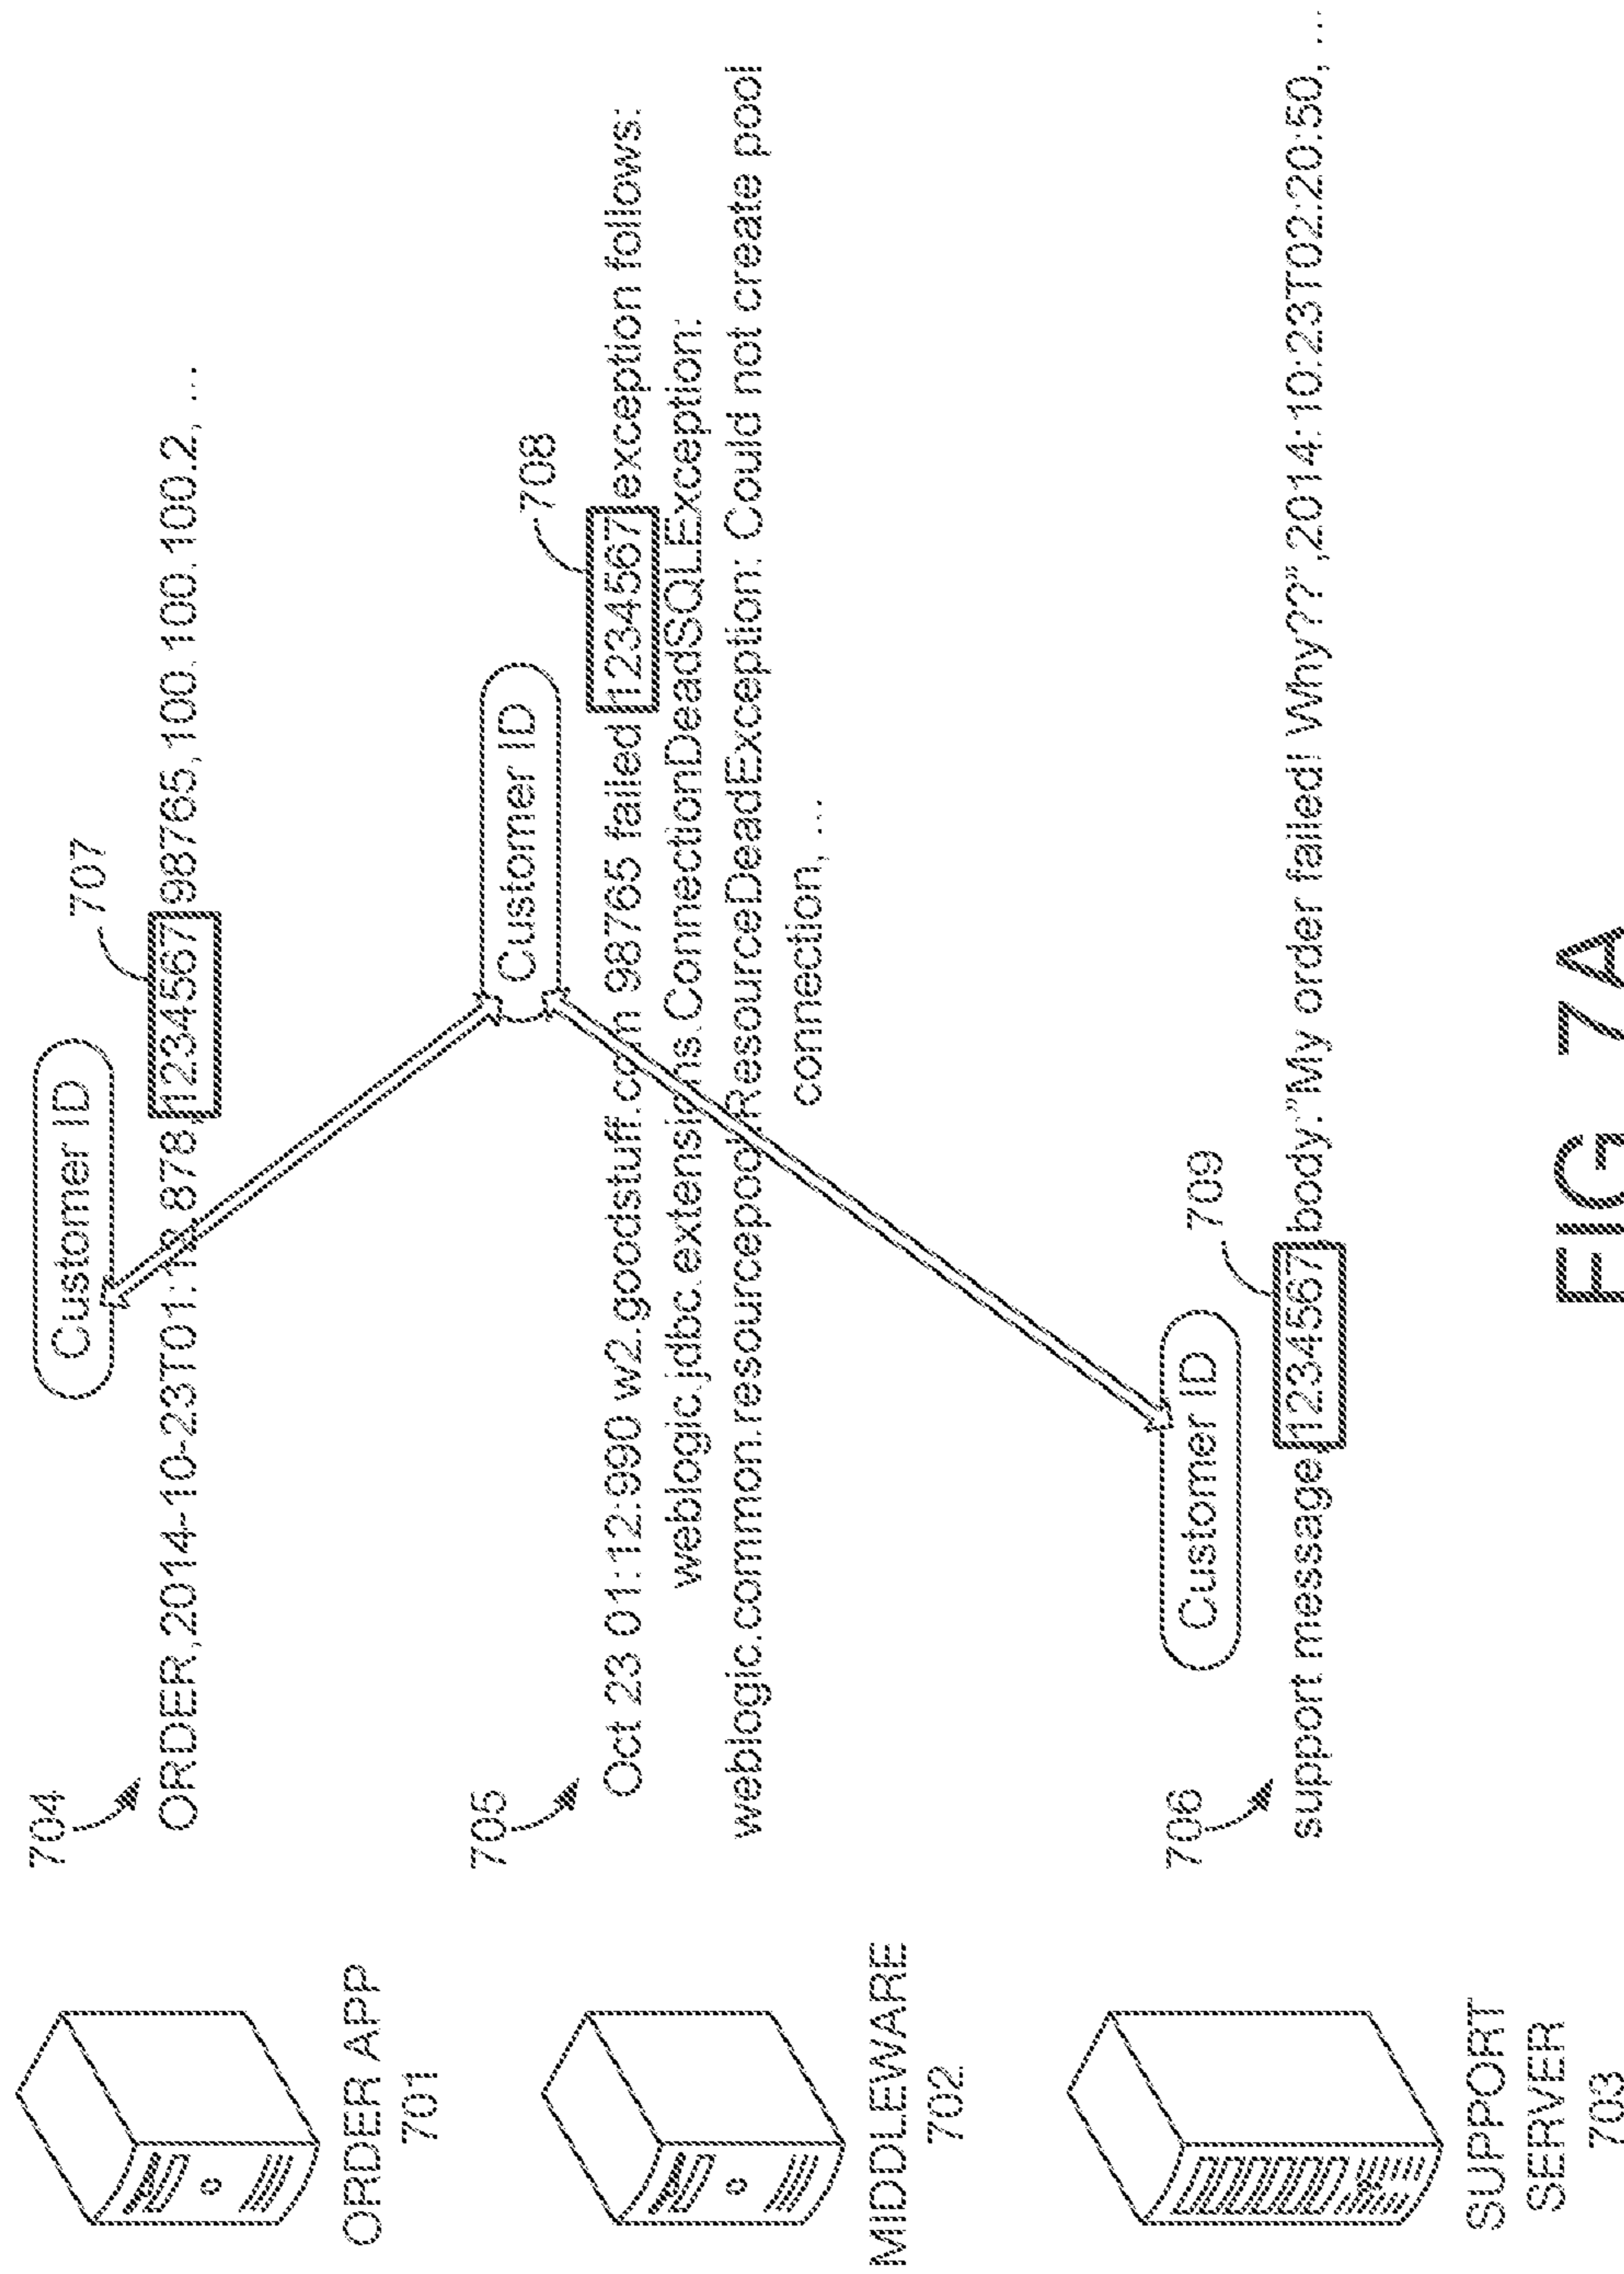 704
Customer ID
707
ORDER,2014-10-23T01:12.878,1234567,98765,100.100.100.2, ...
ORDER APP
701
705
Customer ID
708
Oct 23 01:12:990 w2.goodstuff.com 98765 failed 1234567 exception follows:
weblogic.jdbc.extensions.ConnectionDeadSQLException:
weblogic.common.resourcepool.ResourceDeadException: Could not create pool
connection, ...
MIDDLEWARE
702
706
Customer ID
709
support message,1234567,body:"My order failed! Why??",2014:10:23T02:20:50, ...
SUPPORT
SERVER
703
FIG. 7A